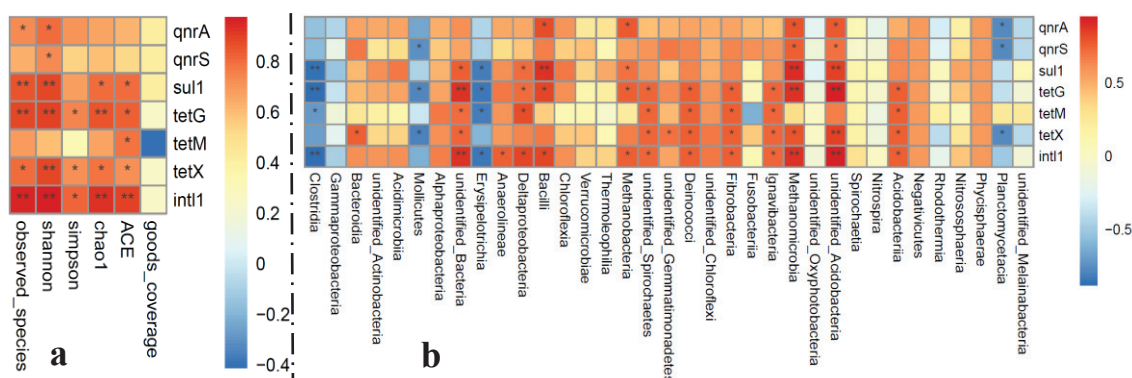 qnrA
qnrS
sul1
tetG
tetM
tetX
intI1
observed_species
shannon
simpson
chao1
ACE
goods_coverage
0.8
0.6
0.4
0.2
0
−0.2
−0.4
a
qnrA
qnrS
sul1
tetG
tetM
tetX
intI1
Clostridia
Gammaproteobacteria
Bacteroidia
unidentified_Actinobacteria
Acidimicrobiia
Mollicutes
Alphaproteobacteria
unidentified_Bacteria
Erysipelotrichia
Anaerolineae
Deltaproteobacteria
Bacilli
Chloroflexia
Verrucomicrobiae
Thermoleophilia
Methanobacteria
unidentified_Spirochaetes
unidentified_Gemmatimonadetes
Deinococci
unidentified_Chloroflexi
Fibrobacteria
Fusobacteriia
Ignavibacteria
Methanomicrobia
unidentified_Oxyphotobacteria
unidentified_Acidobacteria
Spirochaetia
Nitrospira
Acidobacteriia
Negativicutes
Rhodothermia
Nitrososphaeria
Phycisphaerae
Planctomycetacia
unidentified_Melainabacteria
0.5
0
−0.5
b